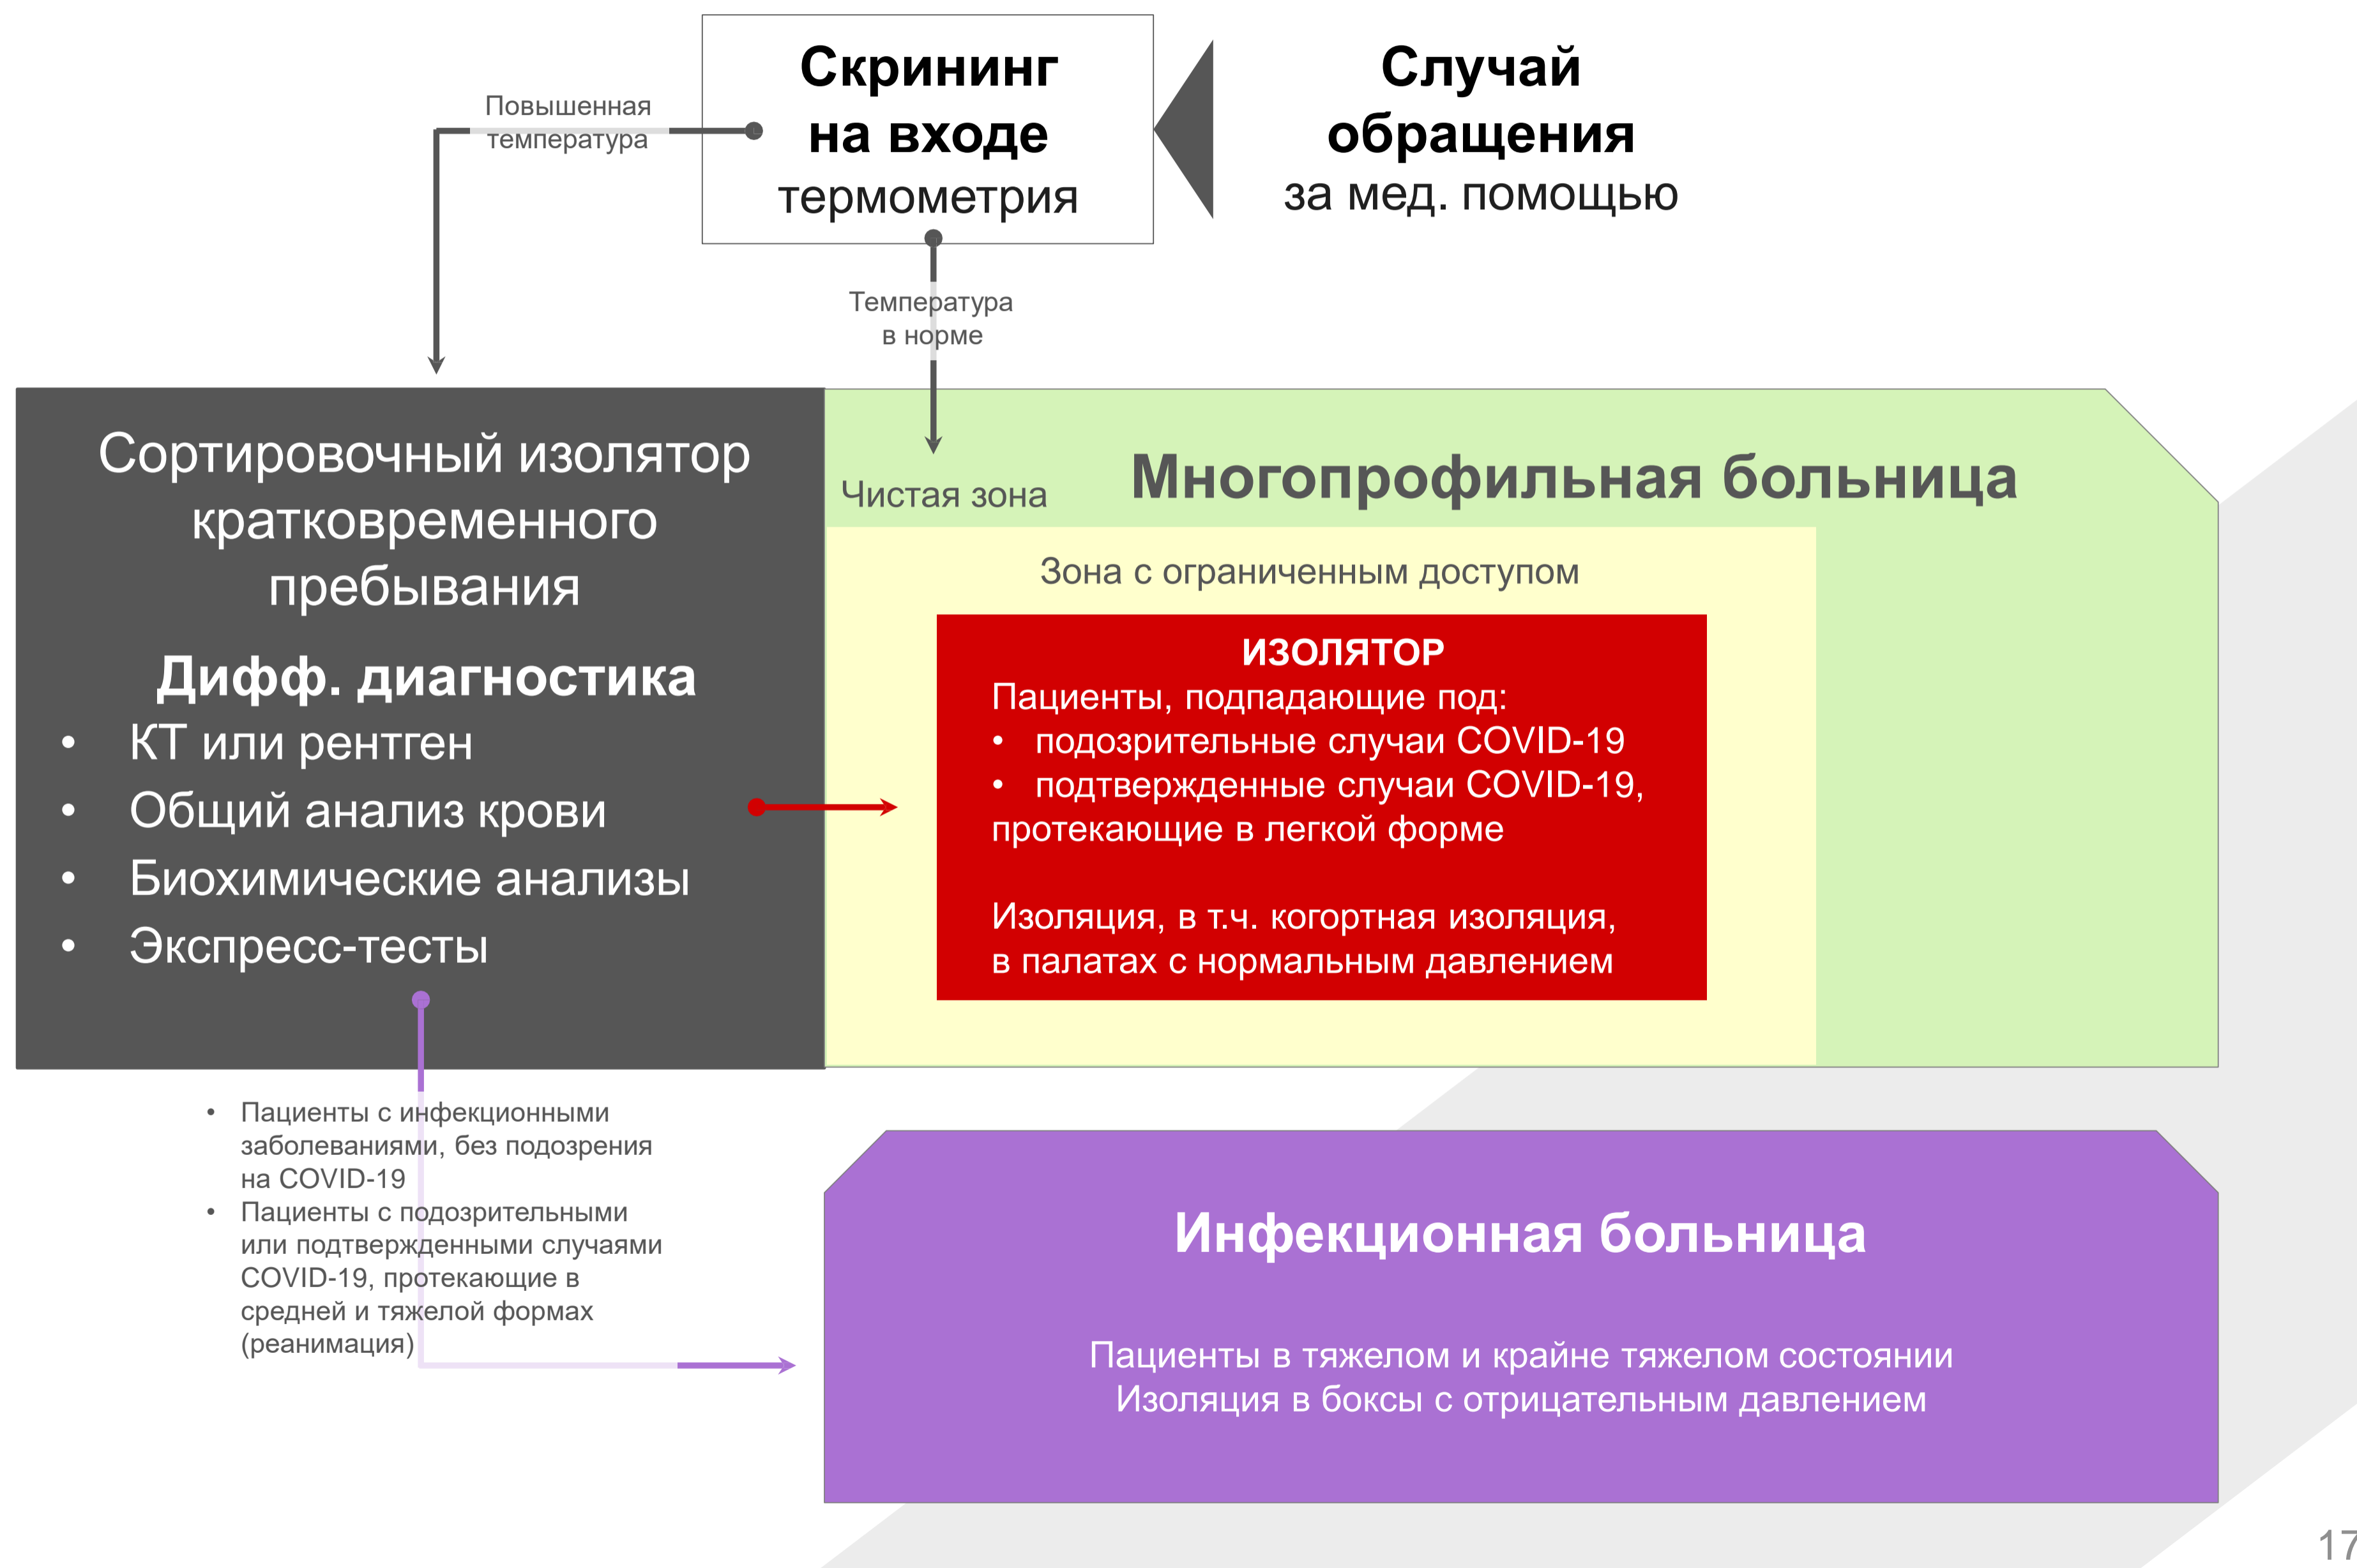 Скрининг
на входе
термометрия
Случай
обращения
за мед. помощью
Повышенная
температура
Температура
в норме
Сортировочный изолятор
кратковременного
пребывания
Дифф. диагностика
• КТ или рентген
• Общий анализ крови
• Биохимические анализы
• Экспресс-тесты
Чистая зона
Многопрофильная больница
Зона с ограниченным доступом
ИЗОЛЯТОР
Пациенты, подпадающие под:
• подозрительные случаи COVID-19
• подтвержденные случаи COVID-19,
протекающие в легкой форме
Изоляция, в т.ч. когортная изоляция,
в палатах с нормальным давлением
• Пациенты с инфекционными
заболеваниями, без подозрения
на COVID-19
• Пациенты с подозрительными
или подтвержденными случаями
COVID-19, протекающие в
средней и тяжелой формах
(реанимация)
Инфекционная больница
Пациенты в тяжелом и крайне тяжелом состоянии
Изоляция в боксы с отрицательным давлением
17